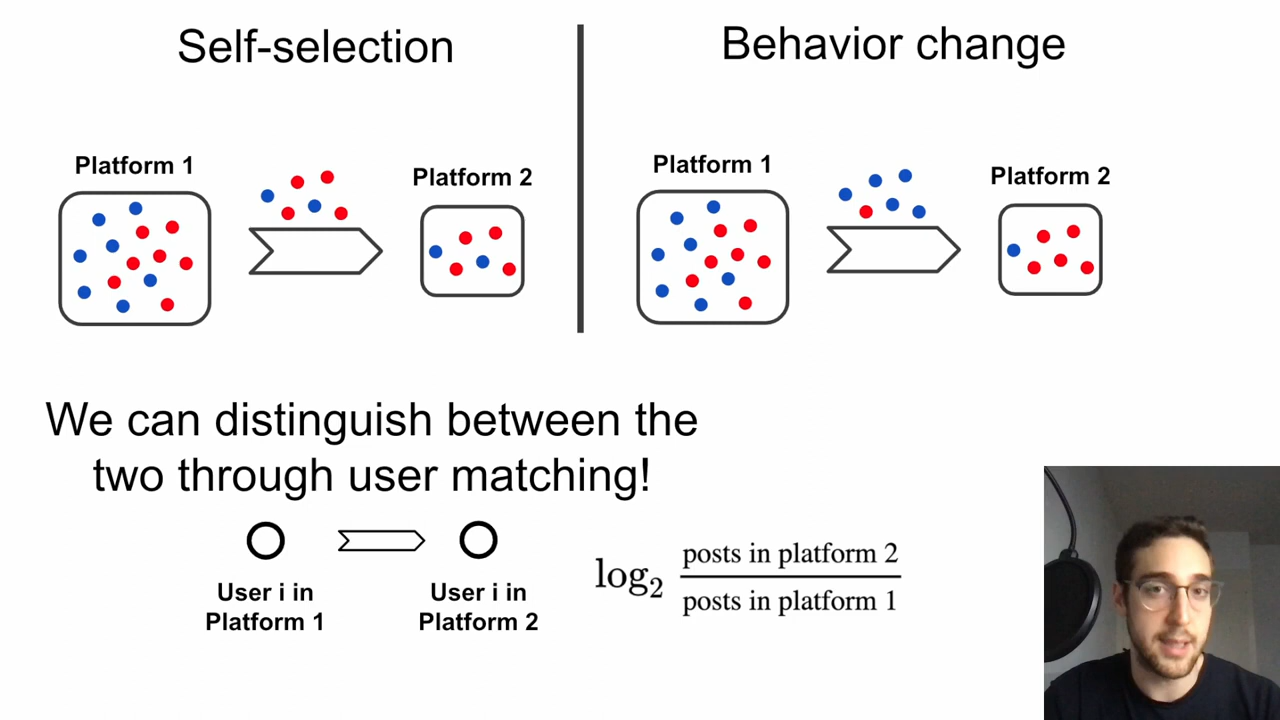 Self-selection
Behavior change
Platform 1
Platform 2
Platform 1
Platform 2
We can distinguish between the
two through user matching!
User i in
Platform 1
User i in
Platform 2
log₂ posts in platform 2
posts in platform 1